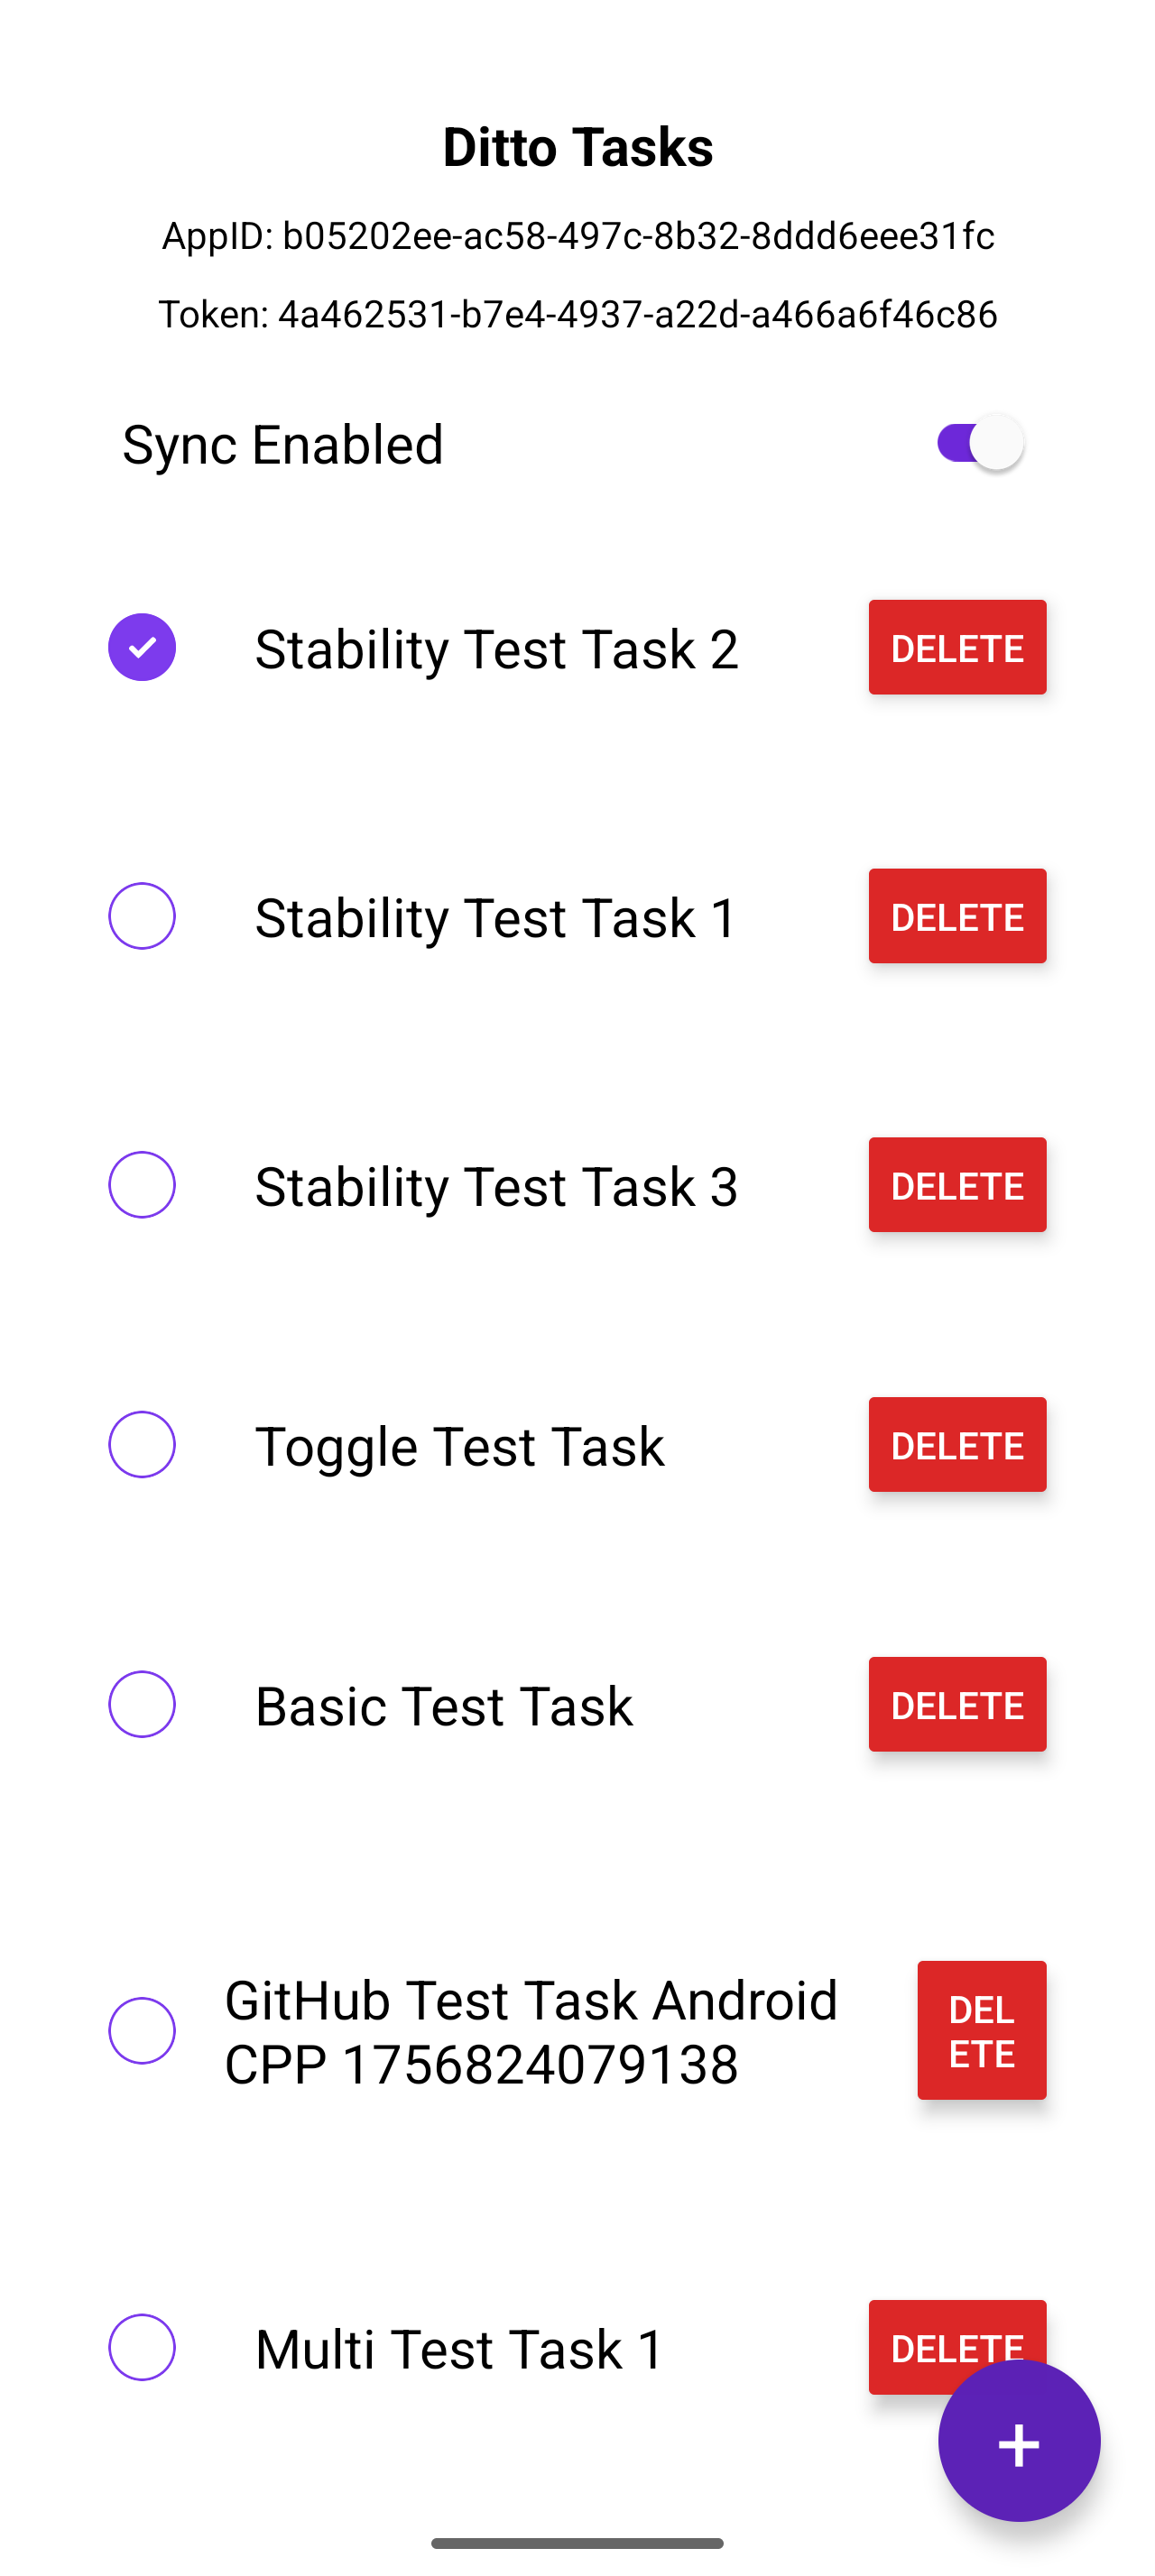 Ditto Tasks
AppID: b05202ee-ac58-497c-8b32-8ddd6eee31fc
Token: 4a462531-b7e4-4937-a22d-a466a6f46c86
Sync Enabled
Stability Test Task 2 DELETE
Stability Test Task 1 DELETE
Stability Test Task 3 DELETE
Toggle Test Task DELETE
Basic Test Task DELETE
GitHub Test Task Android DEL
CPP 1756824079138 ETE
Multi Test Task 1 DELETE
+